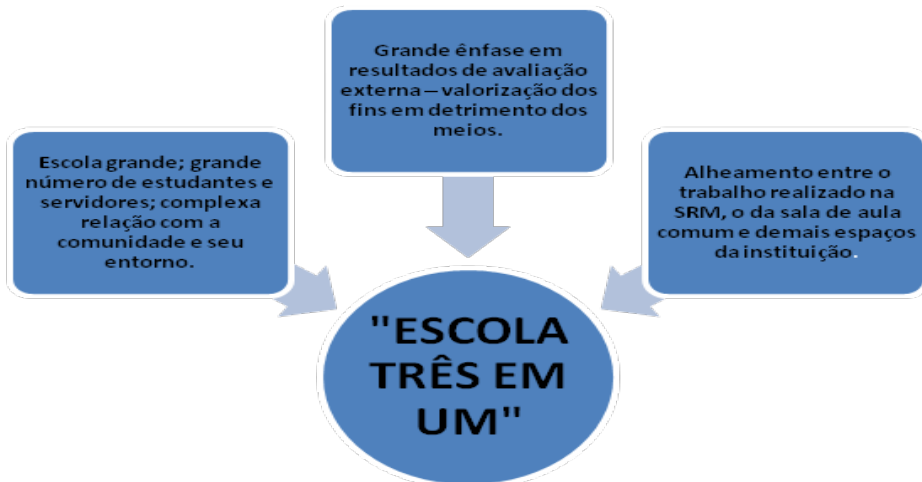 Grande ênfase em
resultados de avaliação
externa – valorização dos
fins em detrimento dos
meios.
Escola grande; grande
número de estudantes e
servidores; complexa
relação com a
comunidade e seu
entorno.
Alheamento entre o
trabalho realizado na
SRM, o da sala de aula
comum e demais espaços
da instituição.
"ESCOLA
TRÊS EM
UM"